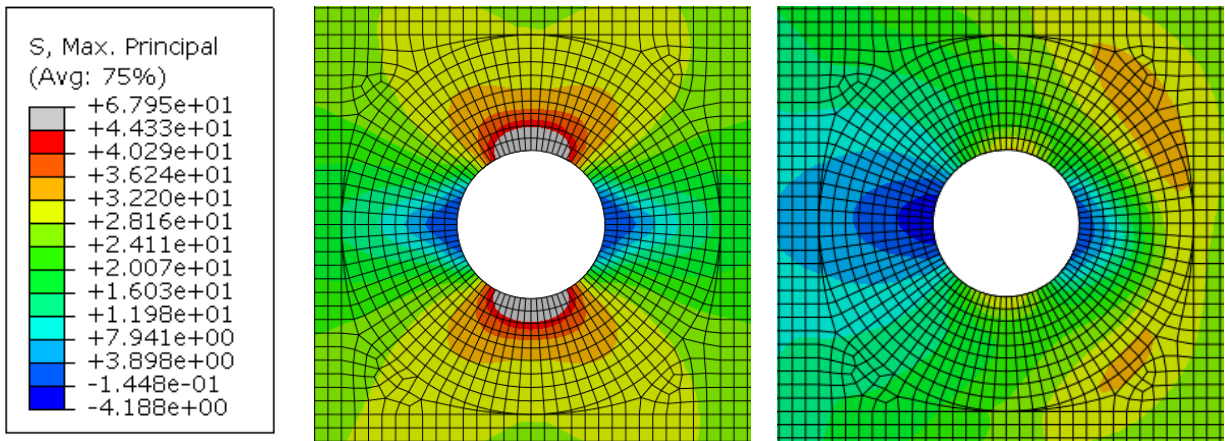 S, Max. Principal
(Avg: 75%)
+6.795e+01
+4.433e+01
+4.029e+01
+3.624e+01
+3.220e+01
+2.816e+01
+2.411e+01
+2.007e+01
+1.603e+01
+1.198e+01
+7.941e+00
+3.898e+00
-1.448e-01
-4.188e+00